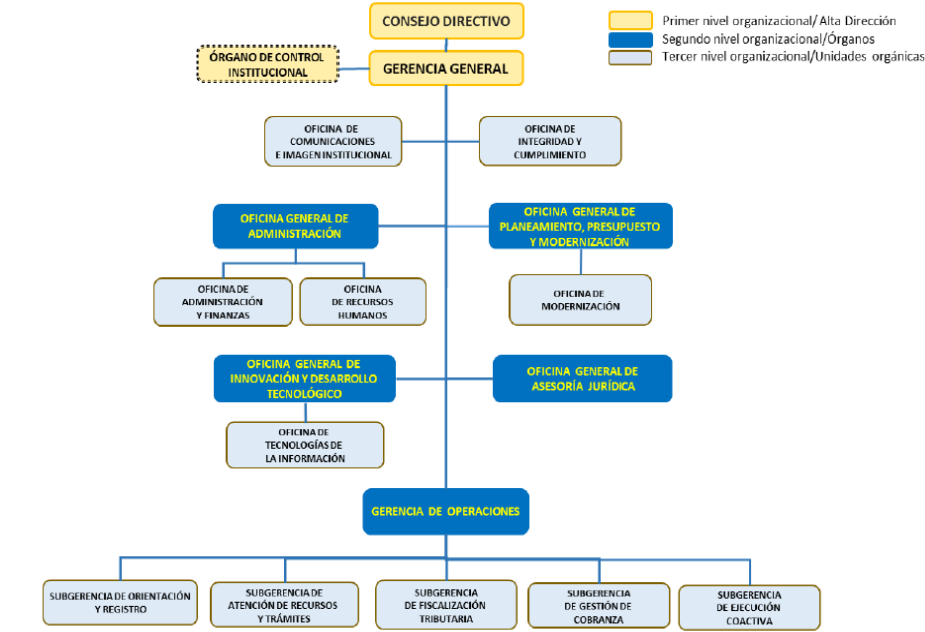 CONSEJO DIRECTIVO
Primer nivel organizacional/Alta Dirección
Segundo nivel organizacional/Órganos
Tercer nivel organizacional/Unidades orgánicas
ÓRGANO DE CONTROL
INSTITUCIONAL
GERENCIA GENERAL
OFICINA DE
COMUNICACIONES
E IMAGEN INSTITUCIONAL
OFICINA DE
INTEGRIDAD Y
CUMPLIMIENTO
OFICINA GENERAL DE
ADMINISTRACIÓN
OFICINA GENERAL DE
PLANEAMIENTO, PRESUPUESTO
Y MODERNIZACIÓN
OFICINA DE
ADMINISTRACIÓN
Y FINANZAS
OFICINA
DE RECURSOS
HUMANOS
OFICINA DE
MODERNIZACIÓN
OFICINA GENERAL DE
INNOVACIÓN Y DESARROLLO
TECNOLÓGICO
OFICINA GENERAL DE
ASESORÍA JURÍDICA
OFICINA DE
TECNOLOGÍAS DE
LA INFORMACIÓN
GERENCIA DE OPERACIONES
SUBGERENCIA DE ORIENTACIÓN
Y REGISTRO
SUBGERENCIA DE
ATENCIÓN DE RECURSOS
Y TRÁMITES
SUBGERENCIA
DE FISCALIZACIÓN
TRIBUTARIA
SUBGERENCIA
DE GESTIÓN DE
COBRANZA
SUBGERENCIA
DE EJECUCIÓN
COACTIVA